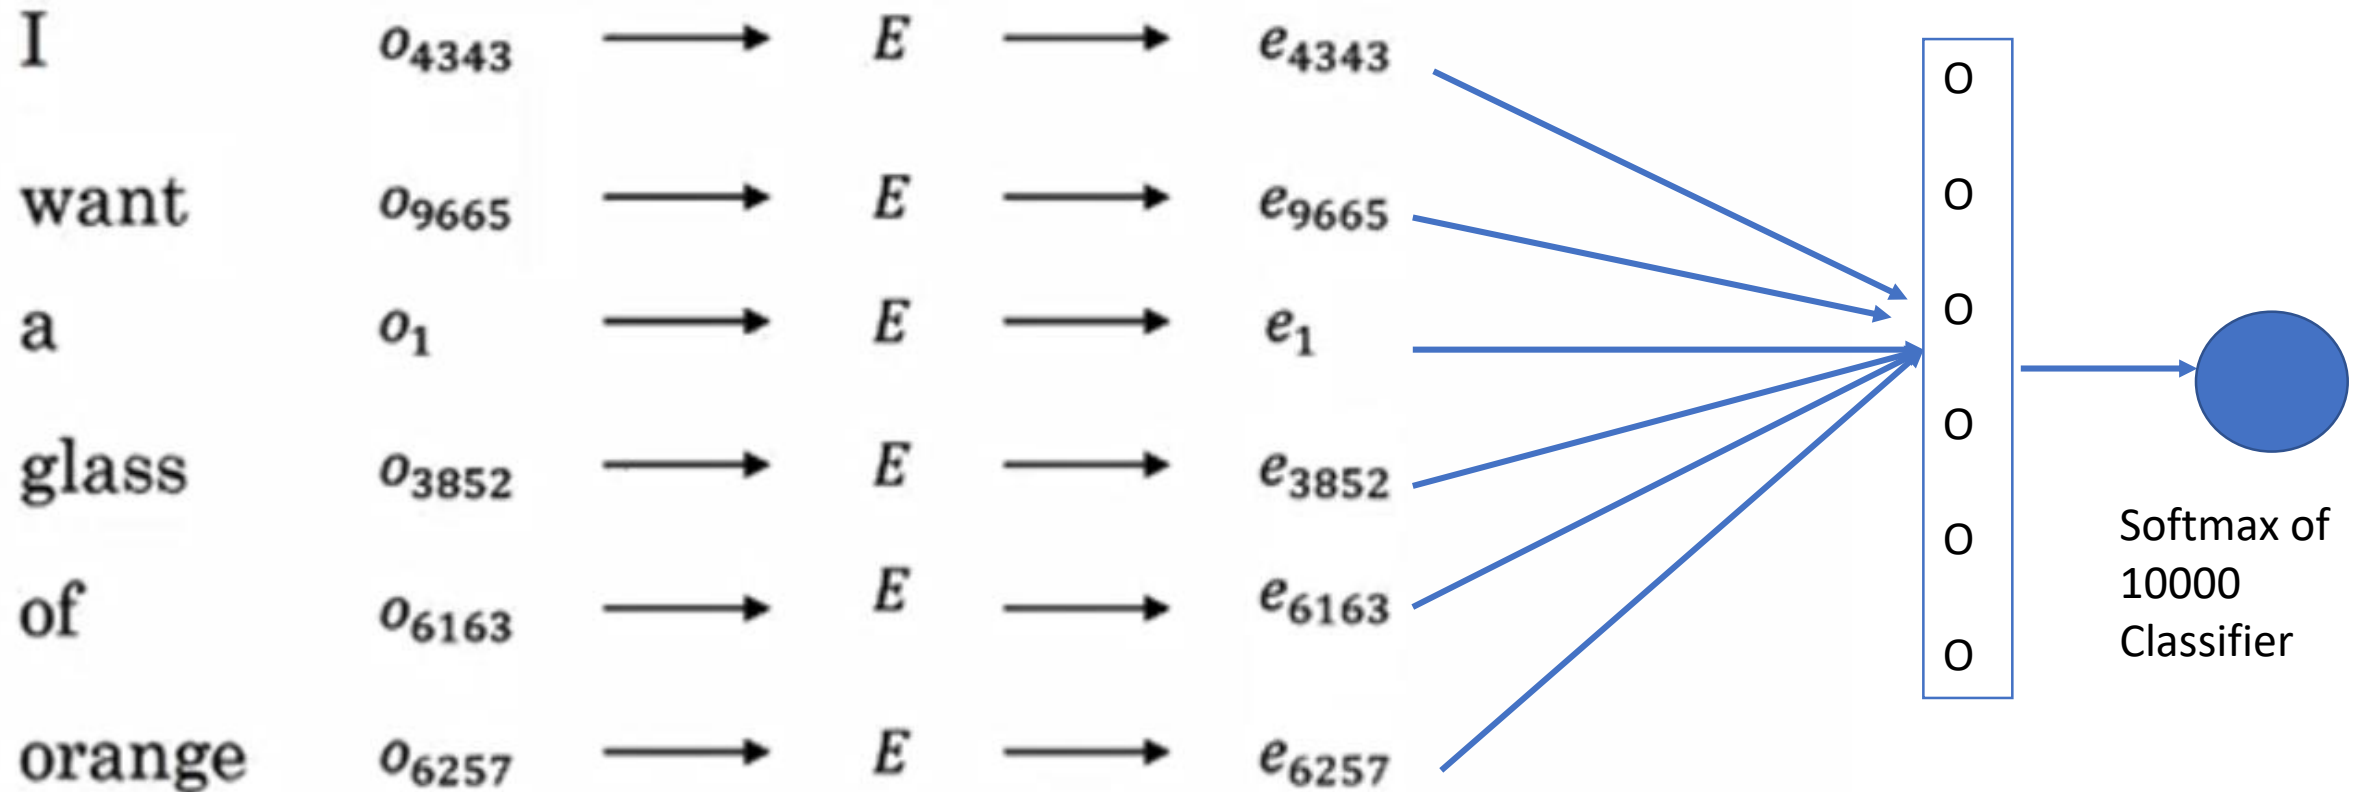 I o4343 E e4343 O
want o9665 E e9665 O
a o1 E e1 O
glass o3852 E e3852 O
of o6163 E e6163 O
orange o6257 E e6257 O
Softmax of
10000
Classifier